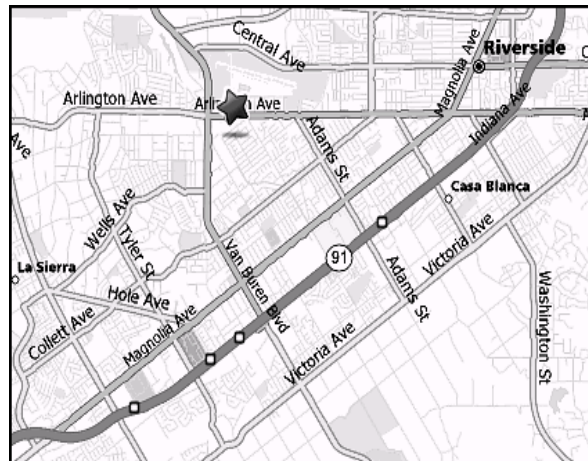 Central Ave
Riverside
C
Magnolia Ave
Indiana Ave
Arlington Ave
Arlington Ave
A
Ave
Adams St
Casa Blanca
Wells Ave
Tyler St
Van Buren Blvd
91
Victoria Ave
La Sierra
Adams St
Hole Ave
Washington St
Collett Ave
Magnolia Ave
Victoria Ave